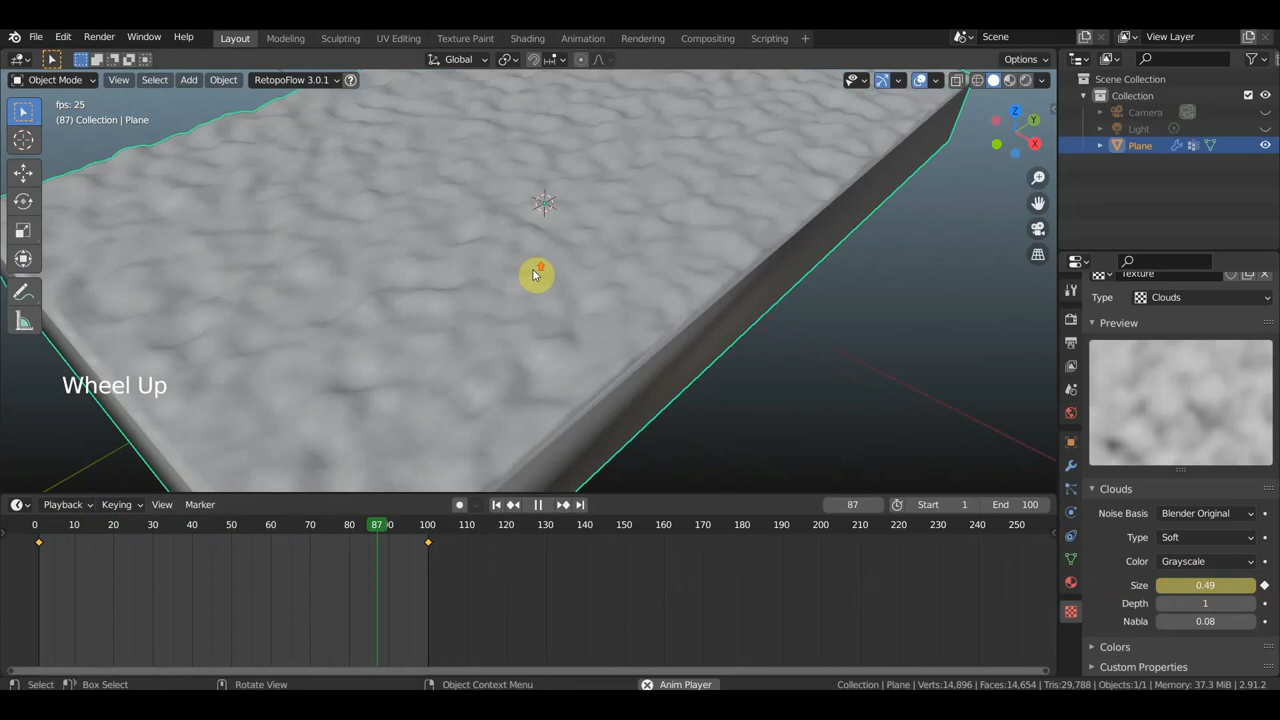 File Edit Render Window Help Layout Modeling Sculpting UV Editing Texture Paint Shading Animation Rendering Compositing Scripting + Scene View Layer
Global Options
Object Mode View Select Add Object RetopoFlow 3.0.1
fps: 25
(87) Collection | Plane
Z
Y
X
Scene Collection
Collection
Camera
Light
Plane
Texture
Type Clouds
Preview
Wheel Up
Clouds
Noise Basis Blender Original
Type Soft
Color Grayscale
Size 0.49
Depth 1
Nabla 0.08
Colors
Custom Properties
Playback Keying View Marker 87 Start 1 End 100
0 10 20 30 40 50 60 70 80 87 100 110 120 130 140 150 160 170 180 190 200 210 220 230 240 250
Select Box Select Rotate View Object Context Menu Anim Player Collection | Plane | Verts:14,896 | Faces:14,654 | Tris:29,788 | Objects:1/1 | Memory: 37.3 MiB | 2.91.2